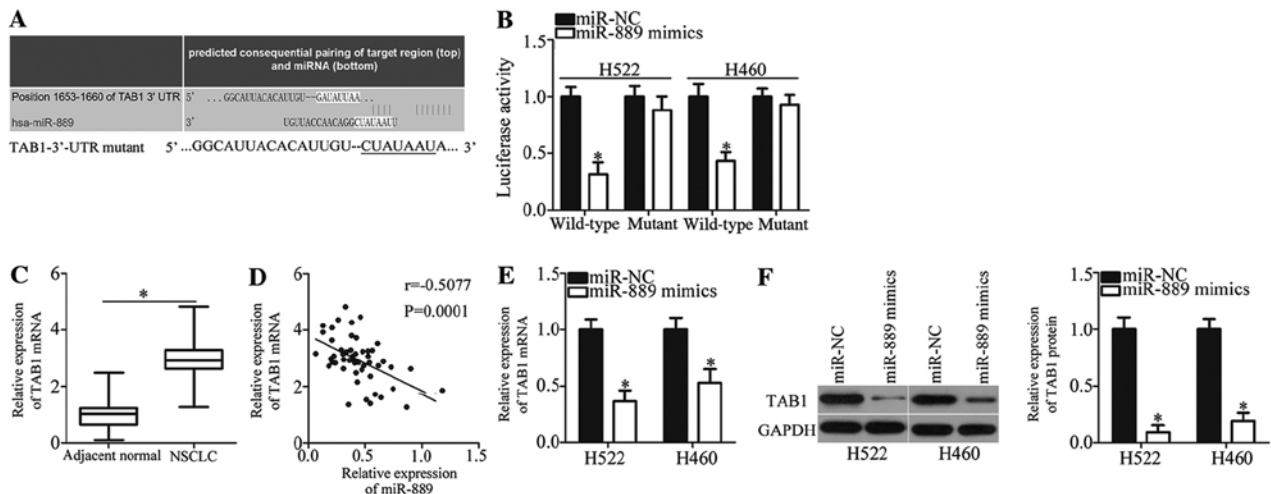 A
predicted consequential pairing of target region (top)
and miRNA (bottom)
Position 1653-1660 of TAB1 3' UTR 5' ...GGCAUUACACAUUGU--GAUAUUAA...
hsa-miR-889 3' UGUUACCAACAGGCUAUAAUU
TAB1-3'-UTR mutant 5' ...GGCAUUACACAUUGU--CUAUAAUA... 3'
B
miR-NC
miR-889 mimics
Luciferase activity
1.5
1.0
0.5
0.0
H522 H460
* *
Wild-type Mutant Wild-type Mutant
C
Relative expression
of TAB1 mRNA
6
4
2
0
*
Adjacent normal NSCLC
D
Relative expression
of TAB1 mRNA
6
4
2
0
r=-0.5077
P=0.0001
0.0 0.5 1.0 1.5
Relative expression
of miR-889
E
miR-NC
miR-889 mimics
Relative expression
of TAB1 mRNA
1.5
1.0
0.5
0.0
* *
H522 H460
F
miR-NC miR-889 mimics miR-NC miR-889 mimics
TAB1
GAPDH
H522 H460
miR-NC
miR-889 mimics
Relative expression
of TAB1 protein
1.5
1.0
0.5
0.0
* *
H522 H460